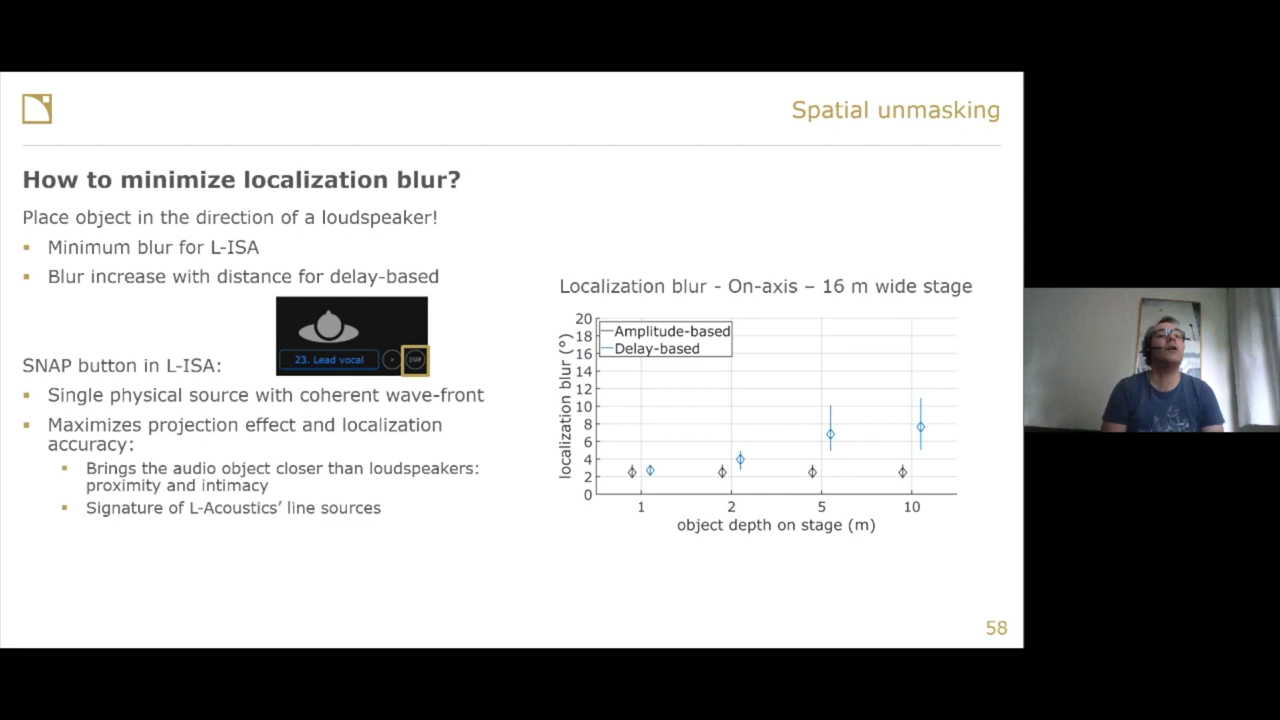 Spatial unmasking
How to minimize localization blur?
Place object in the direction of a loudspeaker!
▪ Minimum blur for L-ISA
▪ Blur increase with distance for delay-based
23. Lead vocal
>
SNAP
SNAP button in L-ISA:
▪ Single physical source with coherent wave-front
▪ Maximizes projection effect and localization
accuracy:
▪ Brings the audio object closer than loudspeakers:
proximity and intimacy
▪ Signature of L-Acoustics' line sources
Localization blur - On-axis – 16 m wide stage
Amplitude-based
Delay-based
localization blur (°)
20
18
16
14
12
10
8
6
4
2
0
1 2 5 10
object depth on stage (m)
58